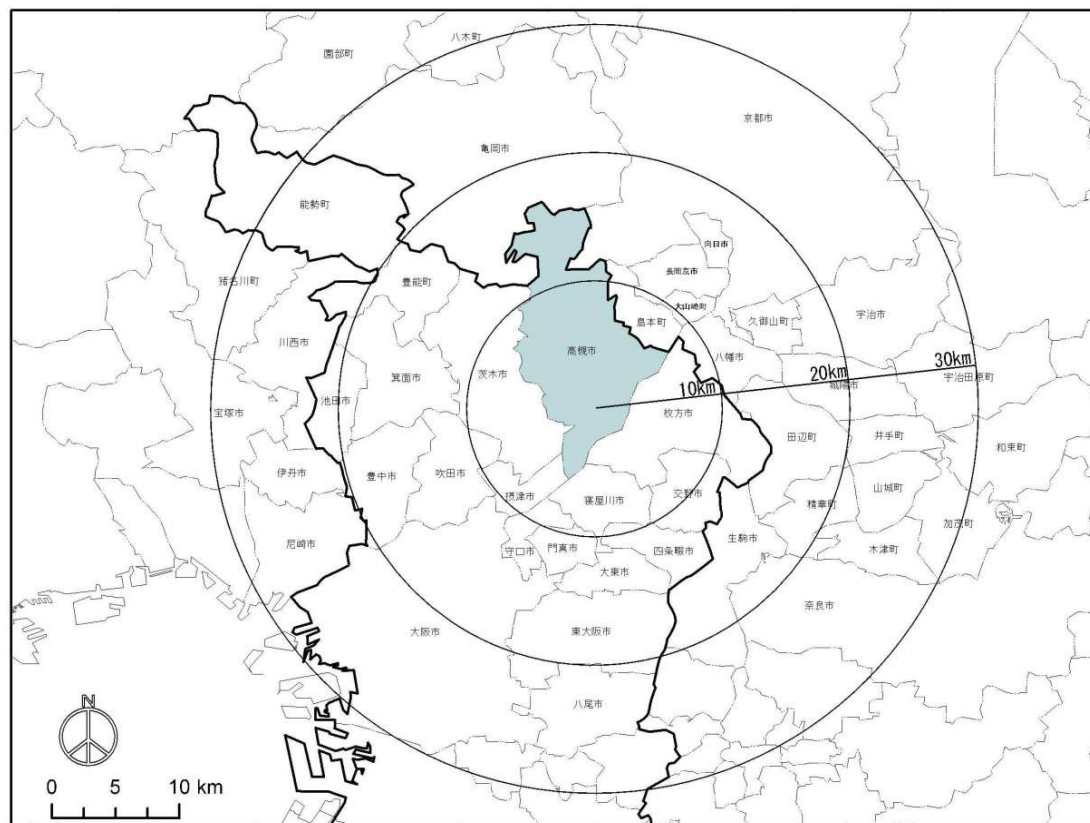 八木町
園部町
京都市
亀岡市
能勢町
向日市
長岡京市
猪名川町
豊能町
大山崎町
島本町
久御山町
宇治市
川西市
高槻市
八幡市
30km
茨木市
箕面市
20km
宇治田原町
10km
城陽市
池田市
宝塚市
枚方市
田辺町
井手町
和束町
伊丹市
豊中市
吹田市
山城町
摂津市
寝屋川市
交野市
精華町
加茂町
尼崎市
生駒市
守口市
門真市
四条畷市
木津町
大東市
奈良市
大阪市
東大阪市
八尾市
N
0 5 10 km